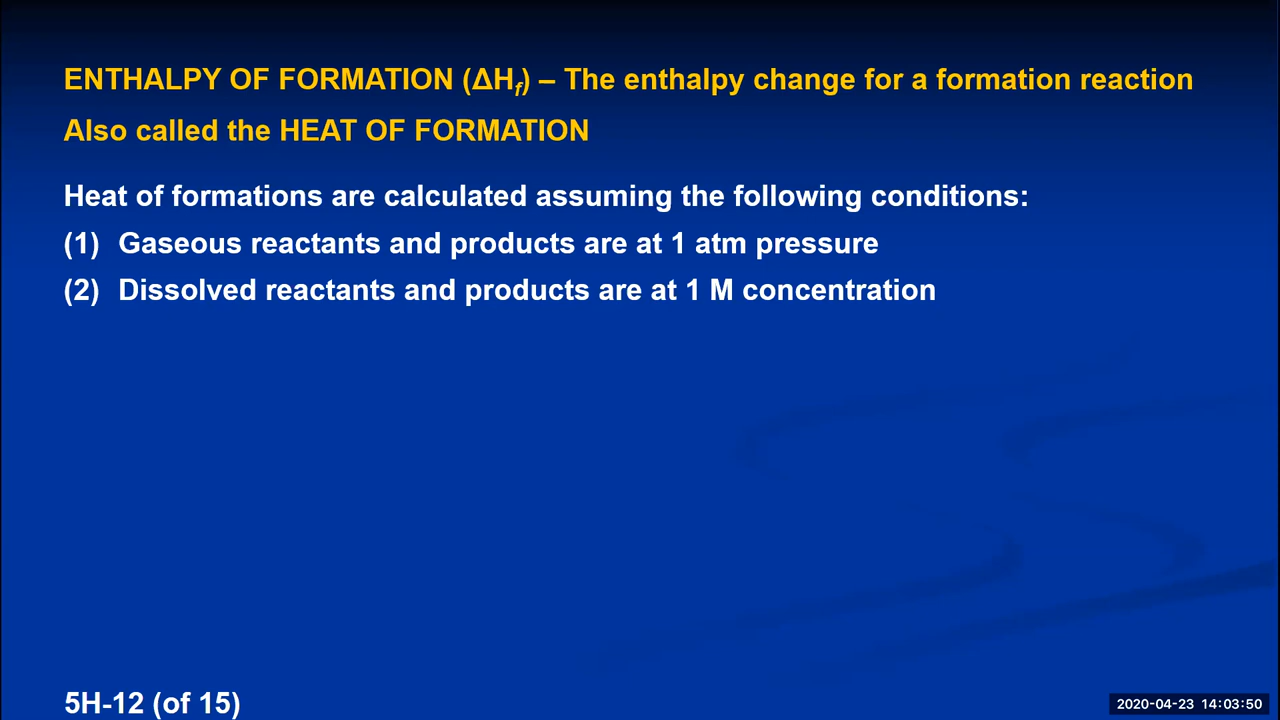 ENTHALPY OF FORMATION (ΔHf) – The enthalpy change for a formation reaction
Also called the HEAT OF FORMATION
Heat of formations are calculated assuming the following conditions:
(1) Gaseous reactants and products are at 1 atm pressure
(2) Dissolved reactants and products are at 1 M concentration
5H-12 (of 15)
2020-04-23 14:03:50